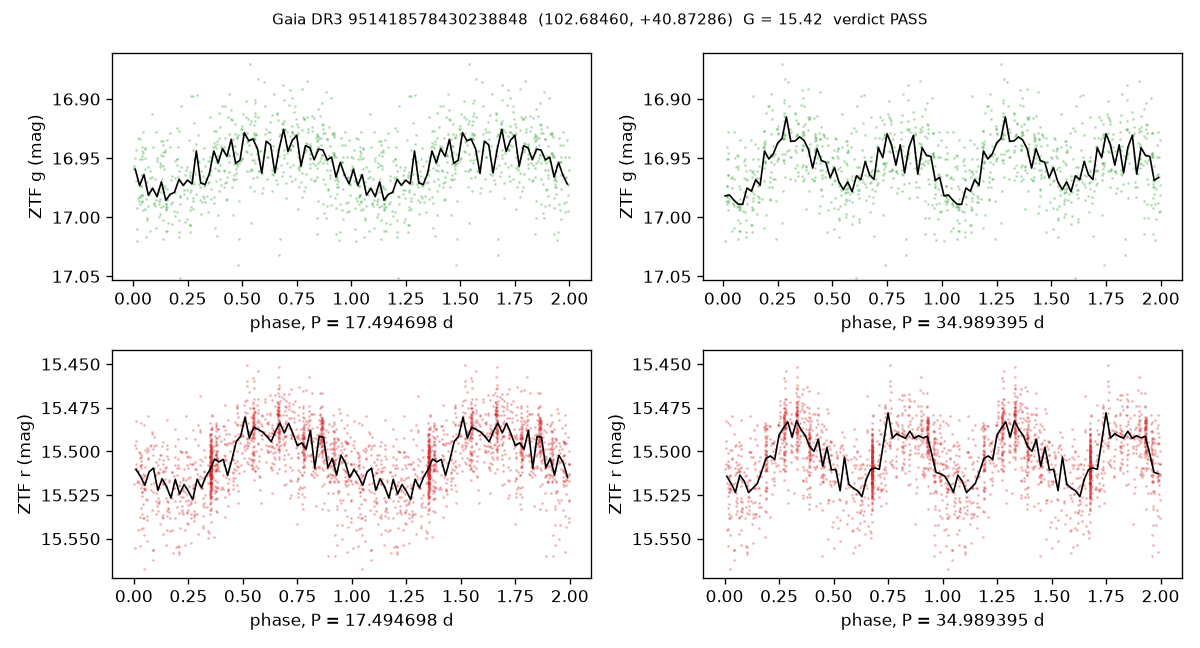 Gaia DR3 951418578430238848 (102.68460, +40.87286) G = 15.42 verdict PASS
ZTF g (mag)
16.90
16.95
17.00
17.05
0.00 0.25 0.50 0.75 1.00 1.25 1.50 1.75 2.00
phase, P = 17.494698 d
ZTF g (mag)
16.90
16.95
17.00
17.05
0.00 0.25 0.50 0.75 1.00 1.25 1.50 1.75 2.00
phase, P = 34.989395 d
ZTF r (mag)
15.450
15.475
15.500
15.525
15.550
0.00 0.25 0.50 0.75 1.00 1.25 1.50 1.75 2.00
phase, P = 17.494698 d
ZTF r (mag)
15.450
15.475
15.500
15.525
15.550
0.00 0.25 0.50 0.75 1.00 1.25 1.50 1.75 2.00
phase, P = 34.989395 d